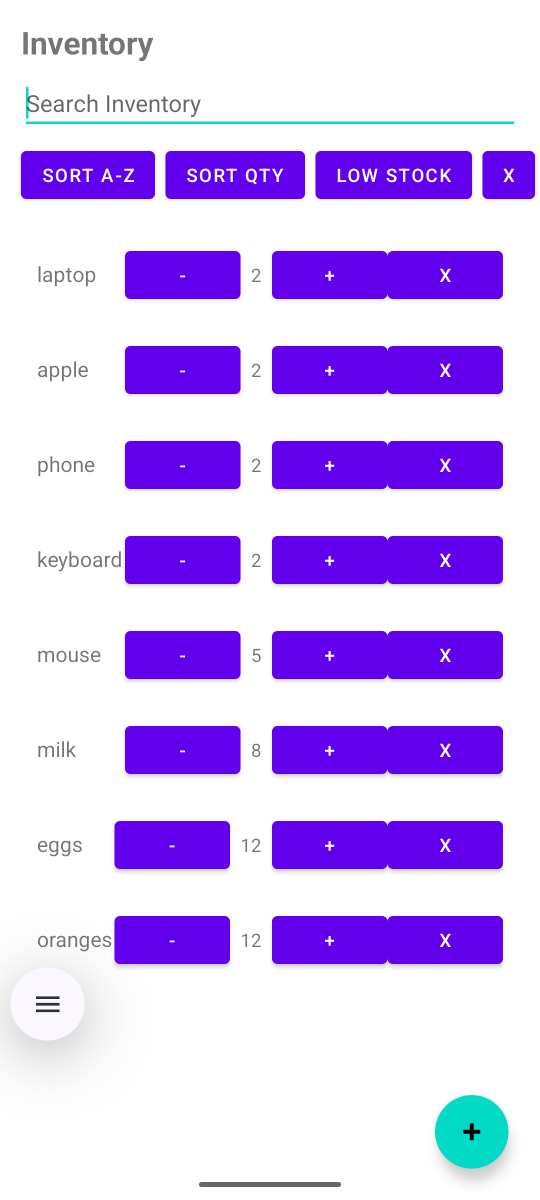 Inventory
Search Inventory
SORT A-Z SORT QTY LOW STOCK X
laptop - 2 + X
apple - 2 + X
phone - 2 + X
keyboard - 2 + X
mouse - 5 + X
milk - 8 + X
eggs - 12 + X
oranges - 12 + X
+